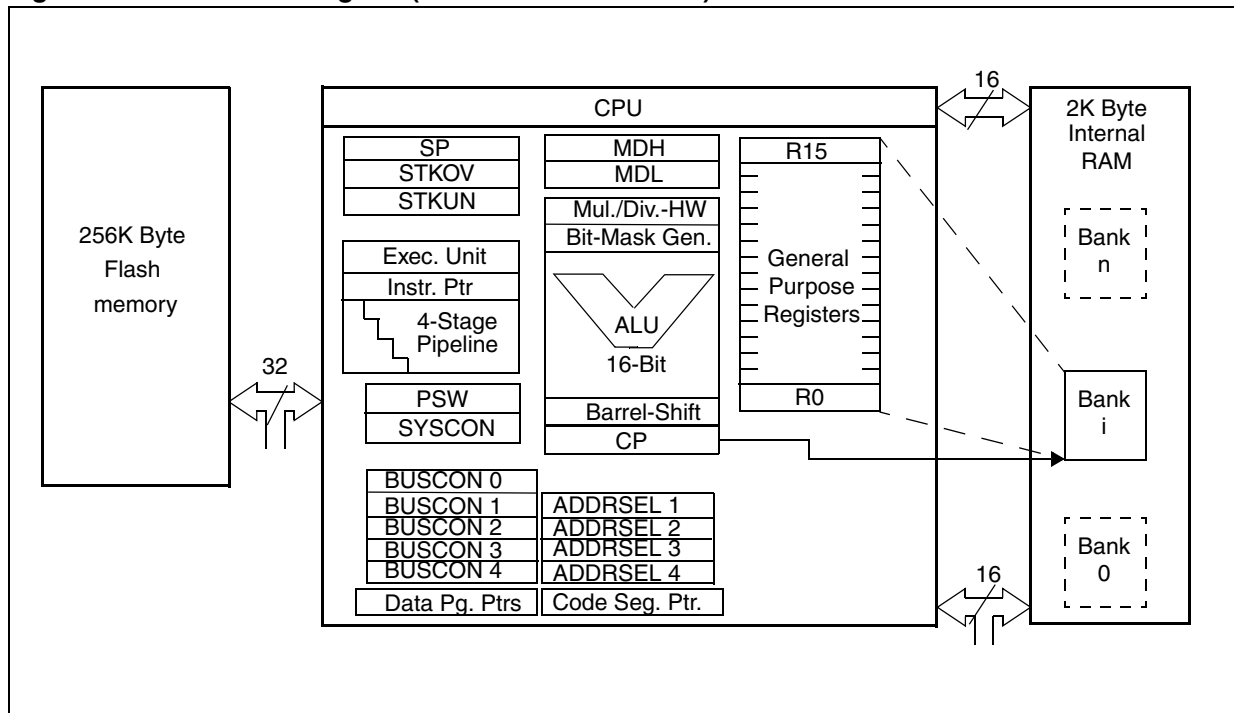 CPU
16
2K Byte
Internal
RAM
256K Byte
Flash
memory
32
SP
STKOV
STKUN
Exec. Unit
Instr. Ptr
4-Stage
Pipeline
PSW
SYSCON
BUSCON 0
BUSCON 1
BUSCON 2
BUSCON 3
BUSCON 4
Data Pg. Ptrs
MDH
MDL
Mul./Div.-HW
Bit-Mask Gen.
ALU
16-Bit
Barrel-Shift
CP
ADDRSEL 1
ADDRSEL 2
ADDRSEL 3
ADDRSEL 4
Code Seg. Ptr.
R15
General
Purpose
Registers
R0
Bank
n
Bank
i
Bank
0
16